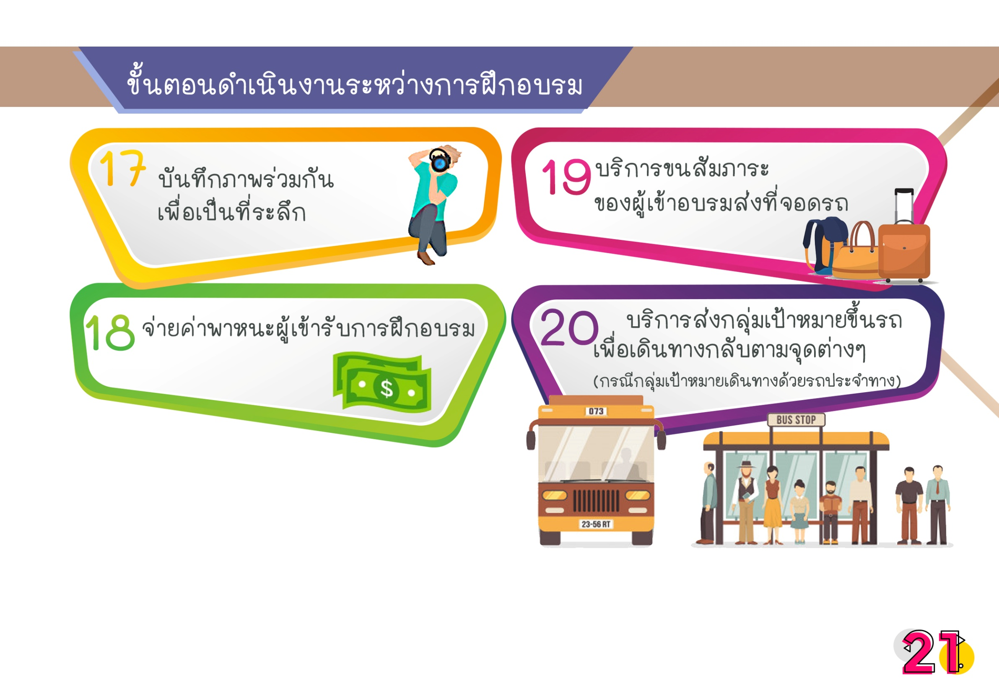 ขั้นตอนดำเนินงานระหว่างการฝึกอบรม
17
บันทึกภาพร่วมกัน
เพื่อเป็นที่ระลึก
18
จ่ายค่าพาหนะผู้เข้ารับการฝึกอบรม
$
19
บริการขนสัมภาระ
ของผู้เข้าอบรมส่งที่จอดรถ
20
บริการส่งกลุ่มเป้าหมายขึ้นรถ
เพื่อเดินทางกลับตามจุดต่างๆ
(กรณีกลุ่มเป้าหมายเดินทางด้วยรถประจำทาง)
073
BUS STOP
23-56 RT
21